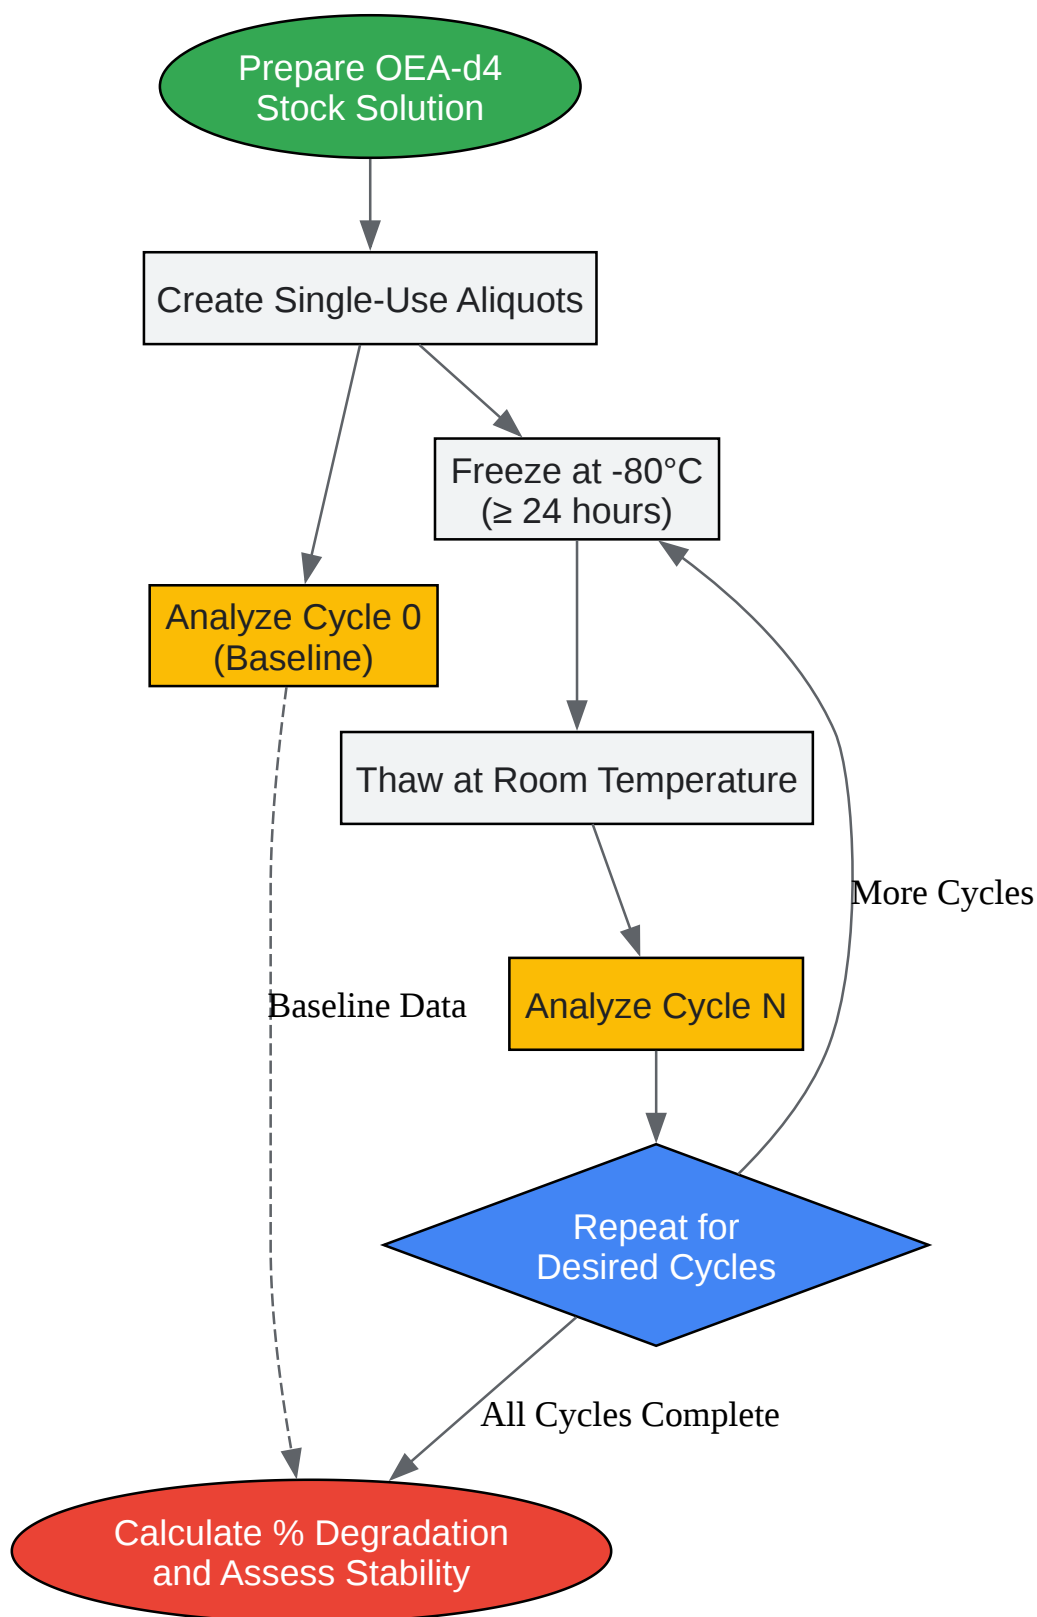 Prepare OEA-d4
Stock Solution
Create Single-Use Aliquots
Freeze at -80°C
(≥ 24 hours)
Analyze Cycle 0
(Baseline)
Thaw at Room Temperature
More Cycles
Baseline Data
Analyze Cycle N
Repeat for
Desired Cycles
All Cycles Complete
Calculate % Degradation
and Assess Stability